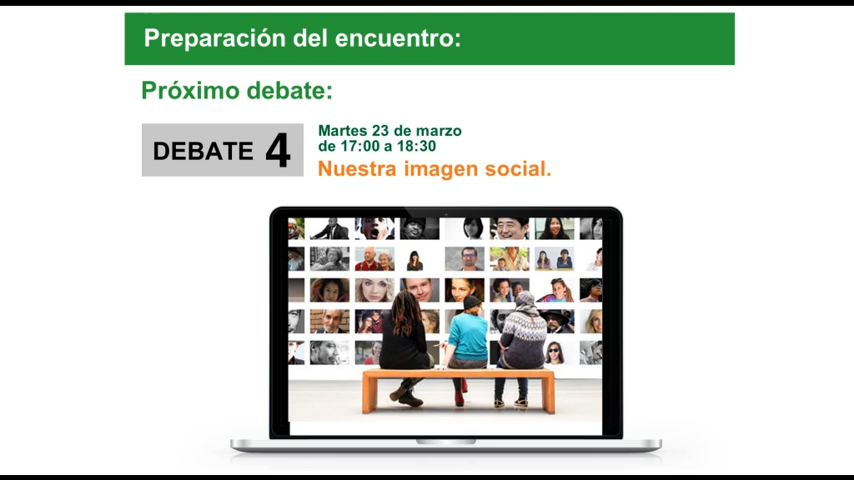 Preparación del encuentro:
Próximo debate:
DEBATE 4
Martes 23 de marzo
de 17:00 a 18:30
Nuestra imagen social.